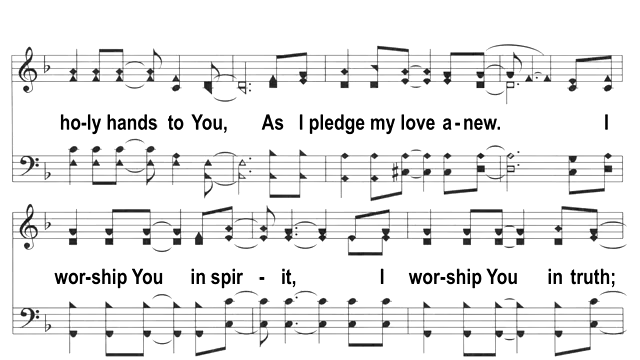 ho-ly hands to You, As I pledge my love a-new. I
wor-ship You in spir - it, I wor-ship You in truth;